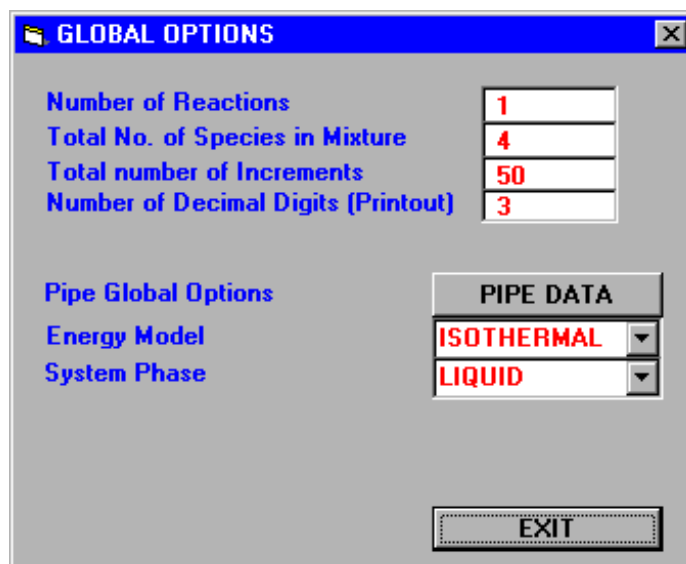 GLOBAL OPTIONS
Number of Reactions 1
Total No. of Species in Mixture 4
Total number of Increments 50
Number of Decimal Digits (Printout) 3
Pipe Global Options PIPE DATA
Energy Model ISOTHERMAL
System Phase LIQUID
EXIT